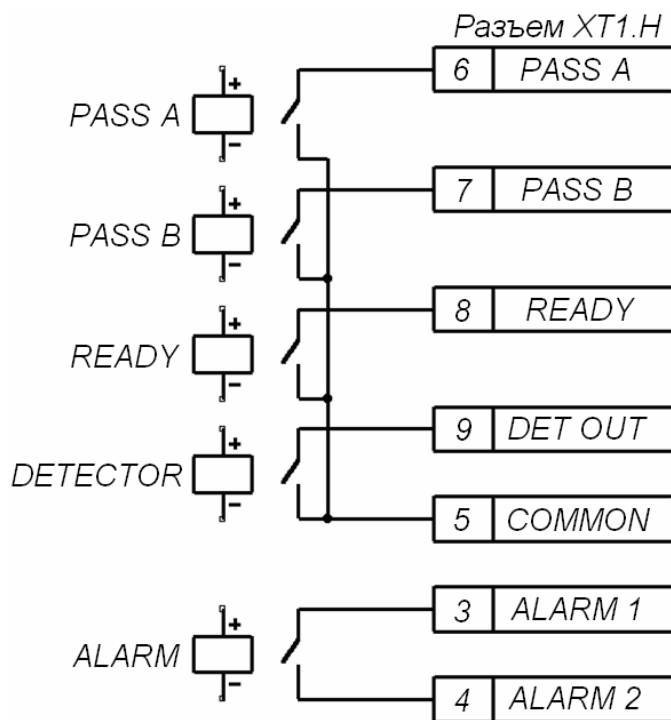 Разъем XT1.H
6 PASS A
+
PASS A
-
7 PASS B
+
PASS B
-
8 READY
+
READY
-
9 DET OUT
+
DETECTOR
-
5 COMMON
3 ALARM 1
+
ALARM
-
4 ALARM 2